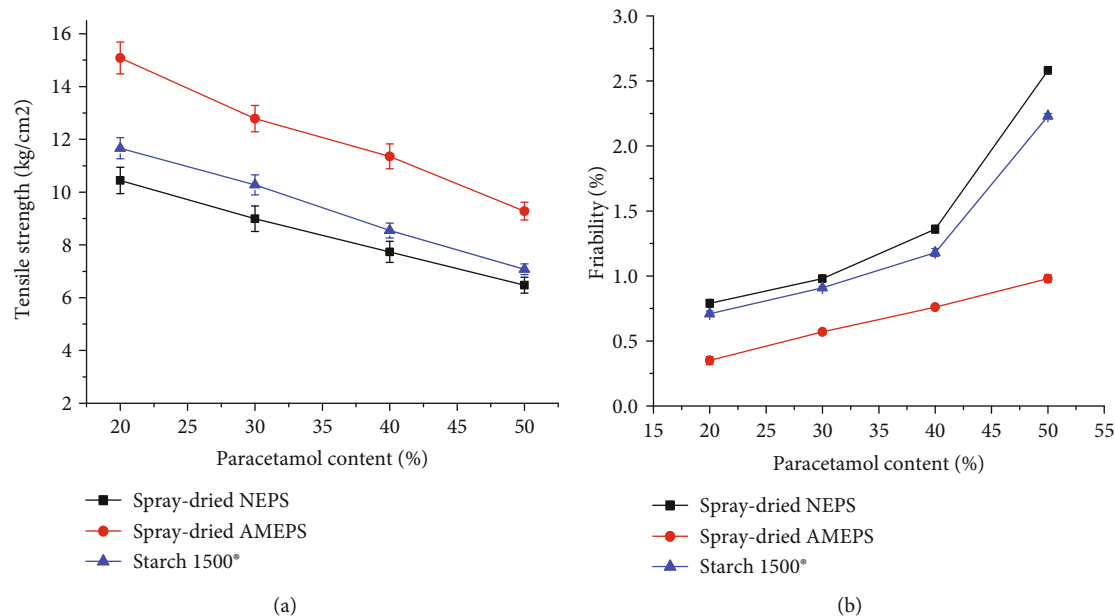 16
14
12
10
8
6
4
2
Tensile strength (kg/cm2)
20 25 30 35 40 45 50
Paracetamol content (%)
Spray-dried NEPS
Spray-dried AMEPS
Starch 1500®
(a)
3.0
2.5
2.0
1.5
1.0
0.5
0.0
Friability (%)
15 20 25 30 35 40 45 50 55
Paracetamol content (%)
Spray-dried NEPS
Spray-dried AMEPS
Starch 1500®
(b)